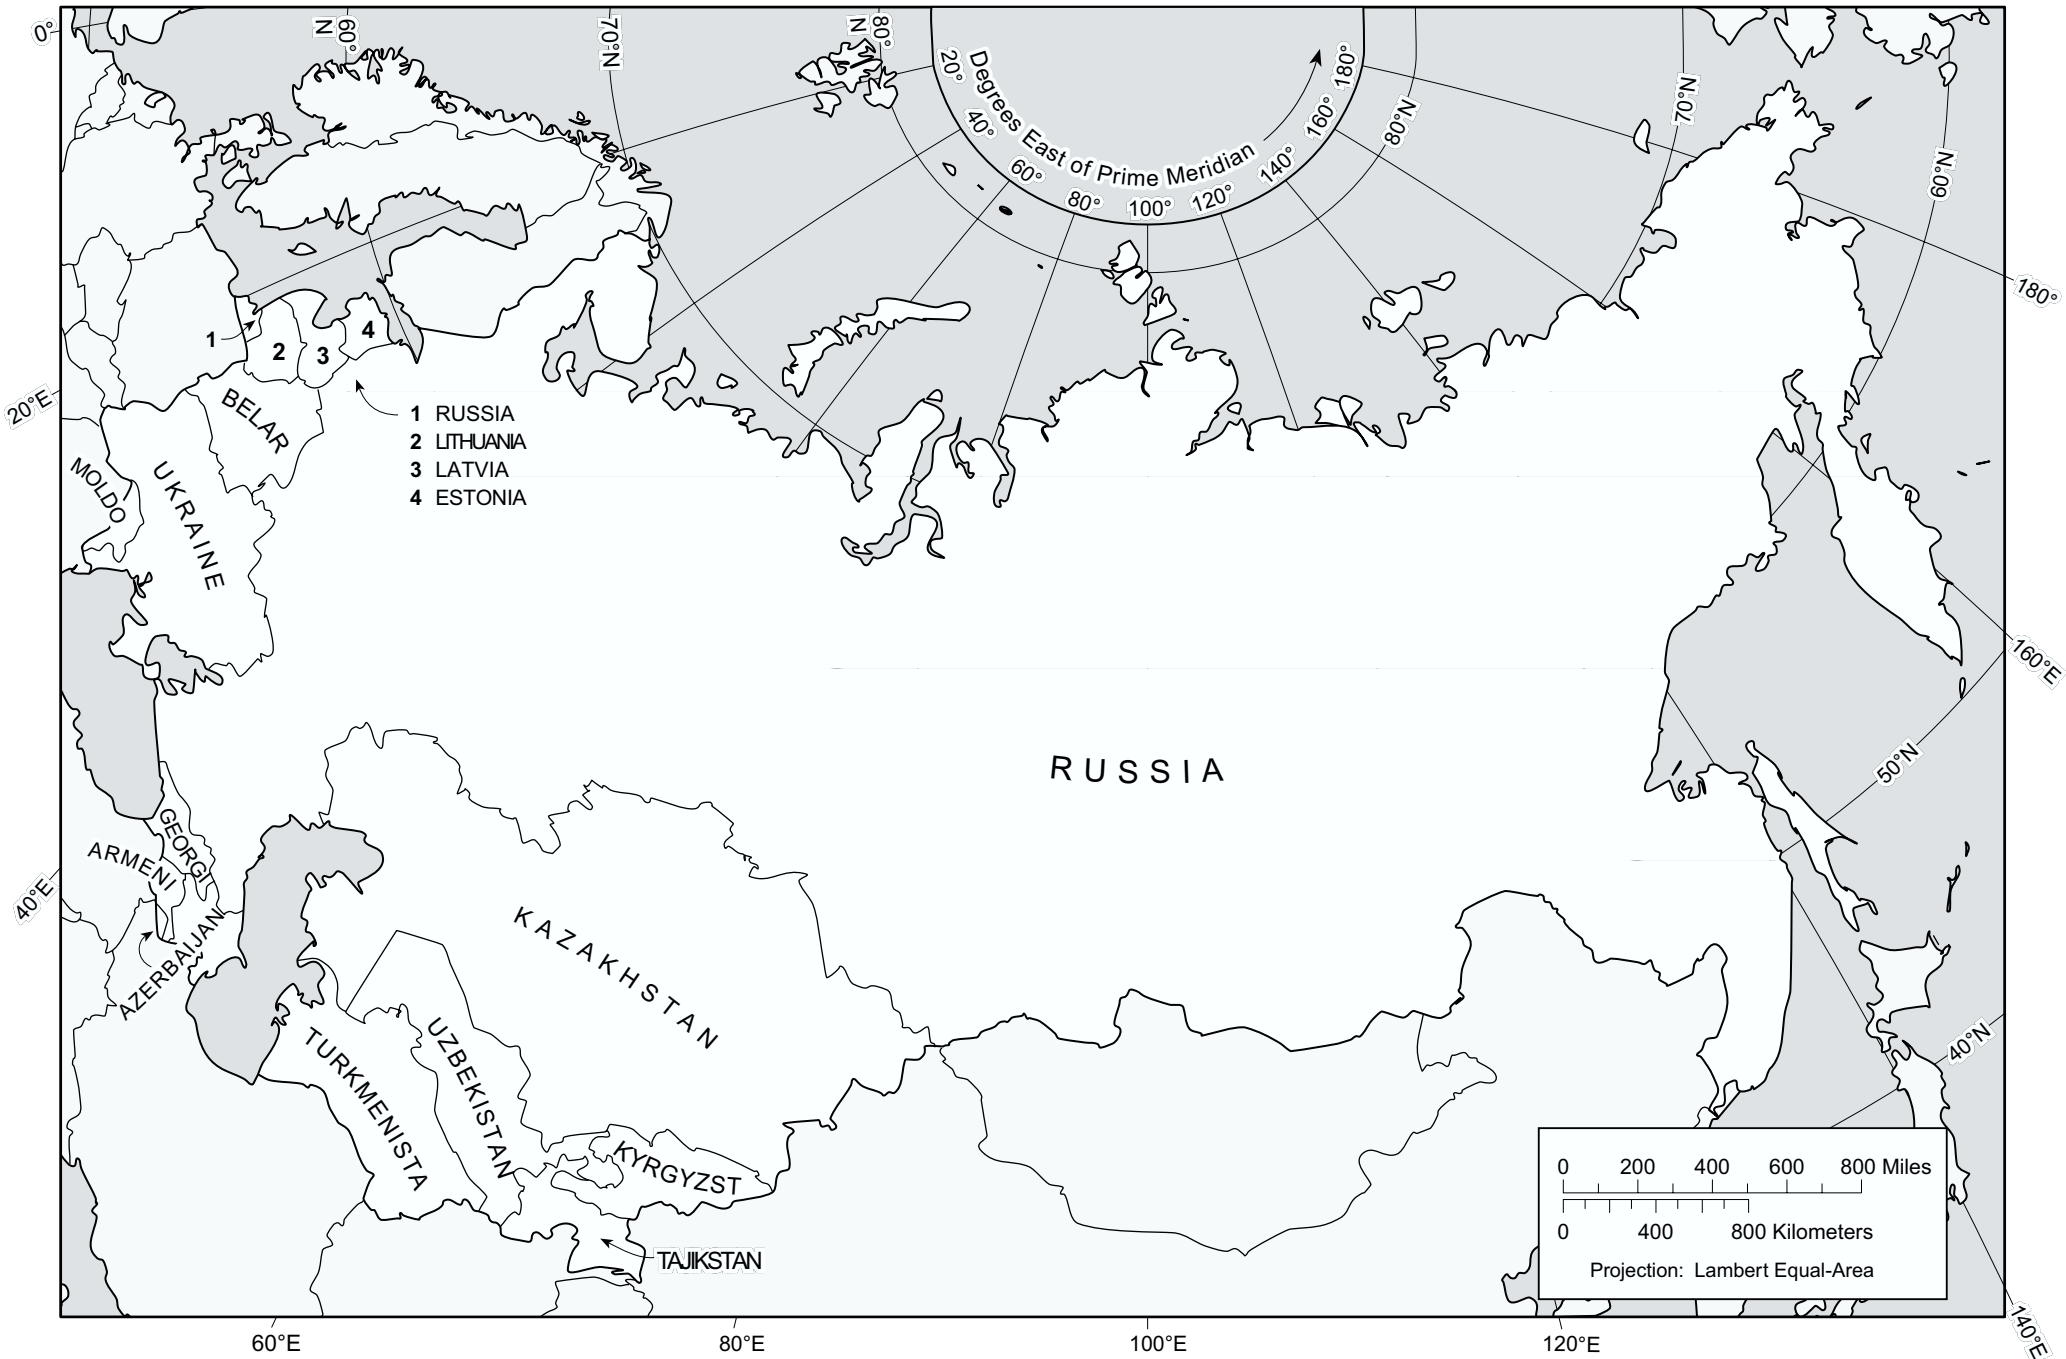 0°
60°
N
70°N
80°
N
20°
40°
60°
80°
100°
120°
140°
160°
180°
Degrees East of Prime Meridian
80°N
70°N
60°N
180°
20°E
1
2
3
4
BELAR
1 RUSSIA
2 LITHUANIA
3 LATVIA
4 ESTONIA
MOLDO
UKRAINE
160°E
RUSSIA
50°N
GEORGI
ARMENI
40°E
AZERBAIJAN
KAZAKHSTAN
UZBEKISTAN
TURKMENISTA
40°N
KYRGYZST
TAJIKSTAN
0 200 400 600 800 Miles
0 400 800 Kilometers
Projection: Lambert Equal-Area
60°E
80°E
100°E
120°E
140°E